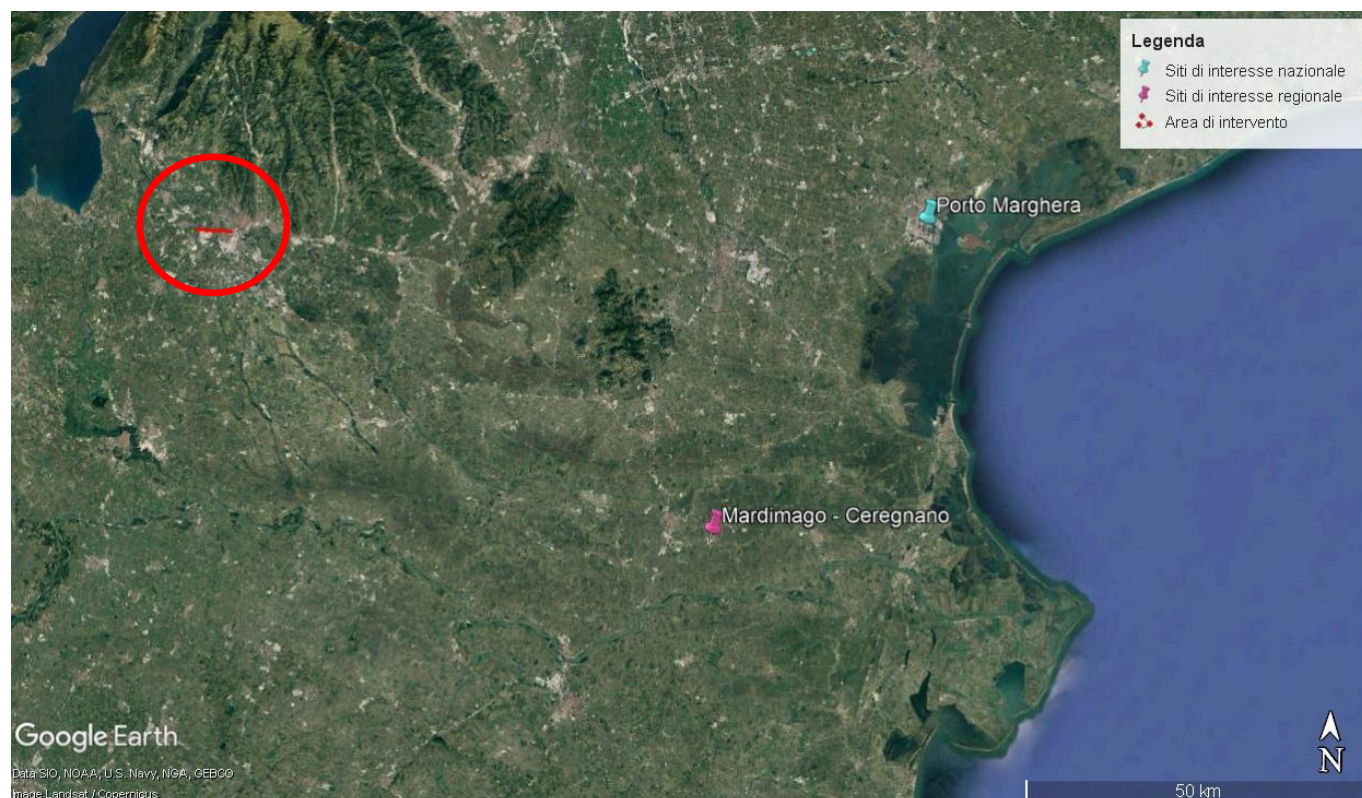 Legenda
Siti di interesse nazionale
Siti di interesse regionale
Area di intervento
Porto Marghera
Mardimago - Ceregnano
Google Earth
N
Data SIO, NOAA, U.S. Navy, NGA, GEBCO
Image Landsat / Copernicus
50 km